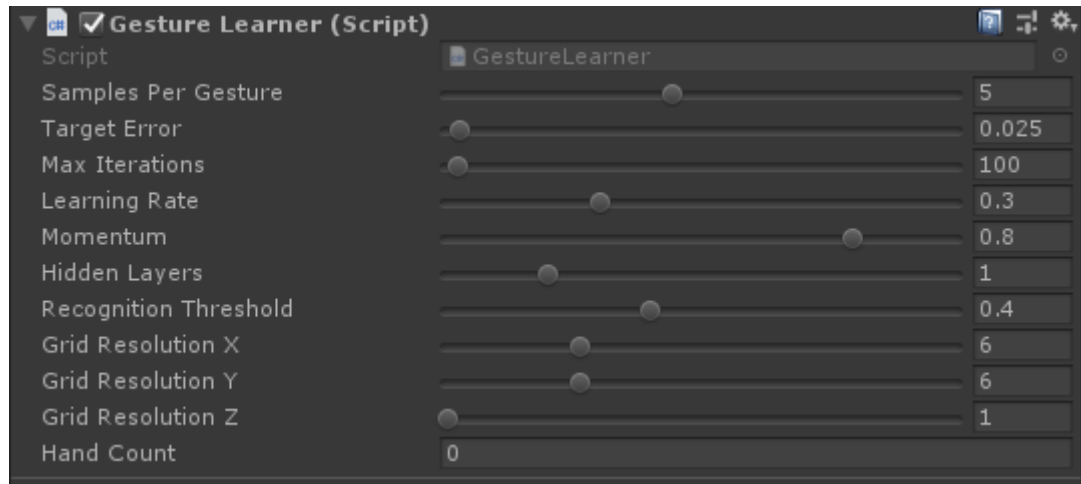 Gesture Learner (Script)
Script GestureLearner
Samples Per Gesture 5
Target Error 0.025
Max Iterations 100
Learning Rate 0.3
Momentum 0.8
Hidden Layers 1
Recognition Threshold 0.4
Grid Resolution X 6
Grid Resolution Y 6
Grid Resolution Z 1
Hand Count 0